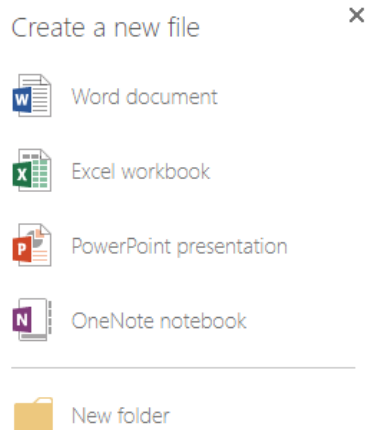 Create a new file
Word document
Excel workbook
PowerPoint presentation
OneNote notebook
New folder